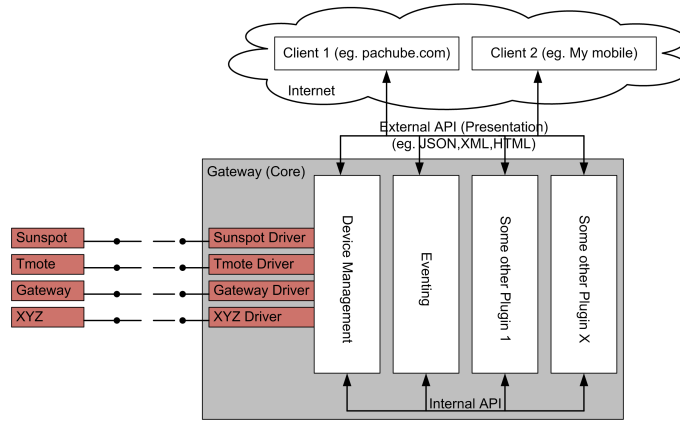 Client 1 (eg. pachube.com)
Client 2 (eg. My mobile)
Internet
External API (Presentation)
(eg. JSON,XML,HTML)
Gateway (Core)
Sunspot
Sunspot Driver
Tmote
Tmote Driver
Gateway
Gateway Driver
XYZ
XYZ Driver
Device Management
Eventing
Some other Plugin 1
Some other Plugin X
Internal API